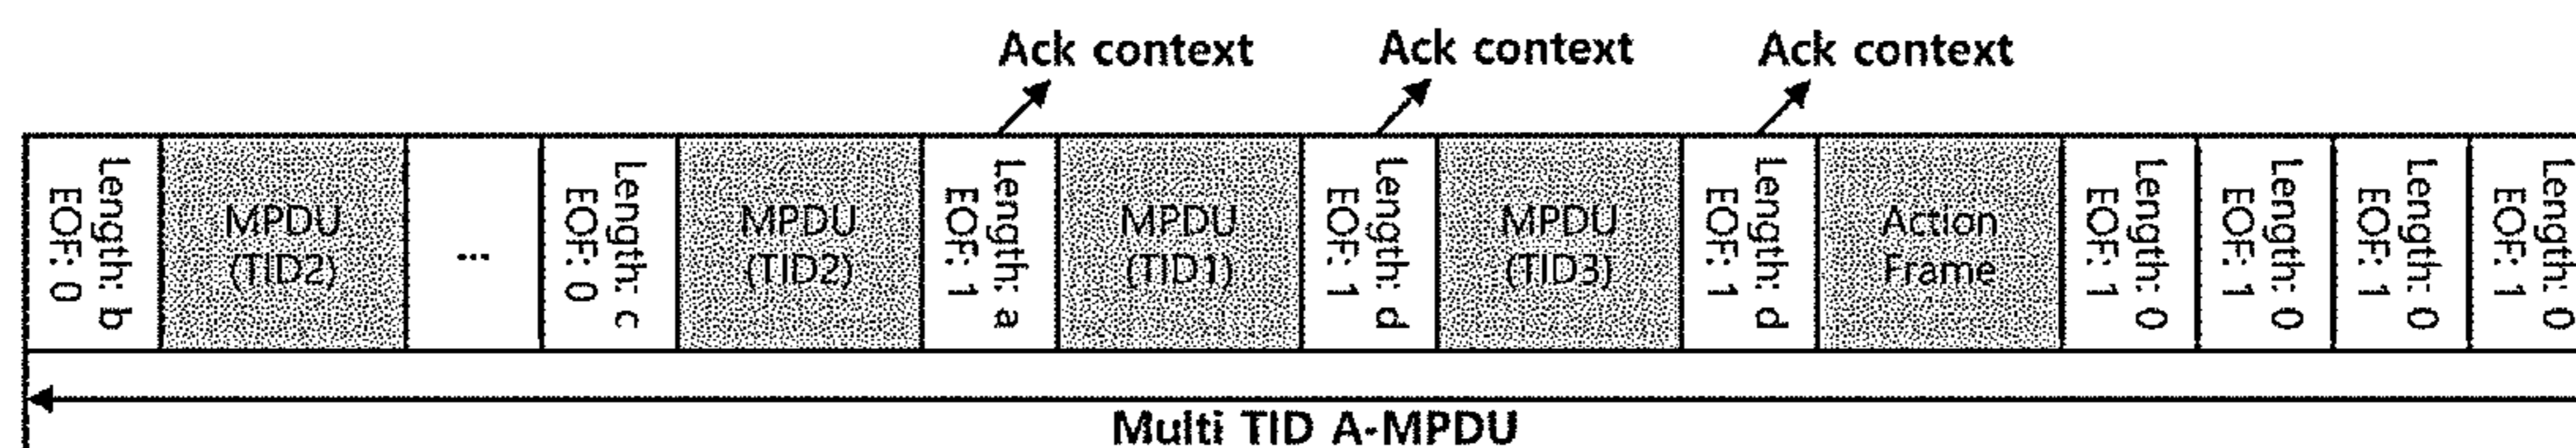 Ack context
Ack context
Ack context
Length: b
EOF: 0
MPDU
(TID2)
...
Length: c
EOF: 0
MPDU
(TID2)
Length: a
EOF: 1
MPDU
(TID1)
Length: d
EOF: 1
MPDU
(TID3)
Length: d
EOF: 1
Action
Frame
Length: 0
EOF: 1
Length: 0
EOF: 1
Length: 0
EOF: 1
Length: 0
EOF: 1
Multi TID A-MPDU